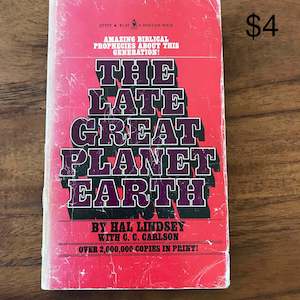 $4
AMAZING BIBLICAL
PROPHECIES ABOUT THIS
GENERATION!
THE
LATE
GREAT
PLANET
EARTH
BY HAL LINDSEY
WITH C. C. CARLSON
OVER 2,000,000 COPIES IN PRINT!